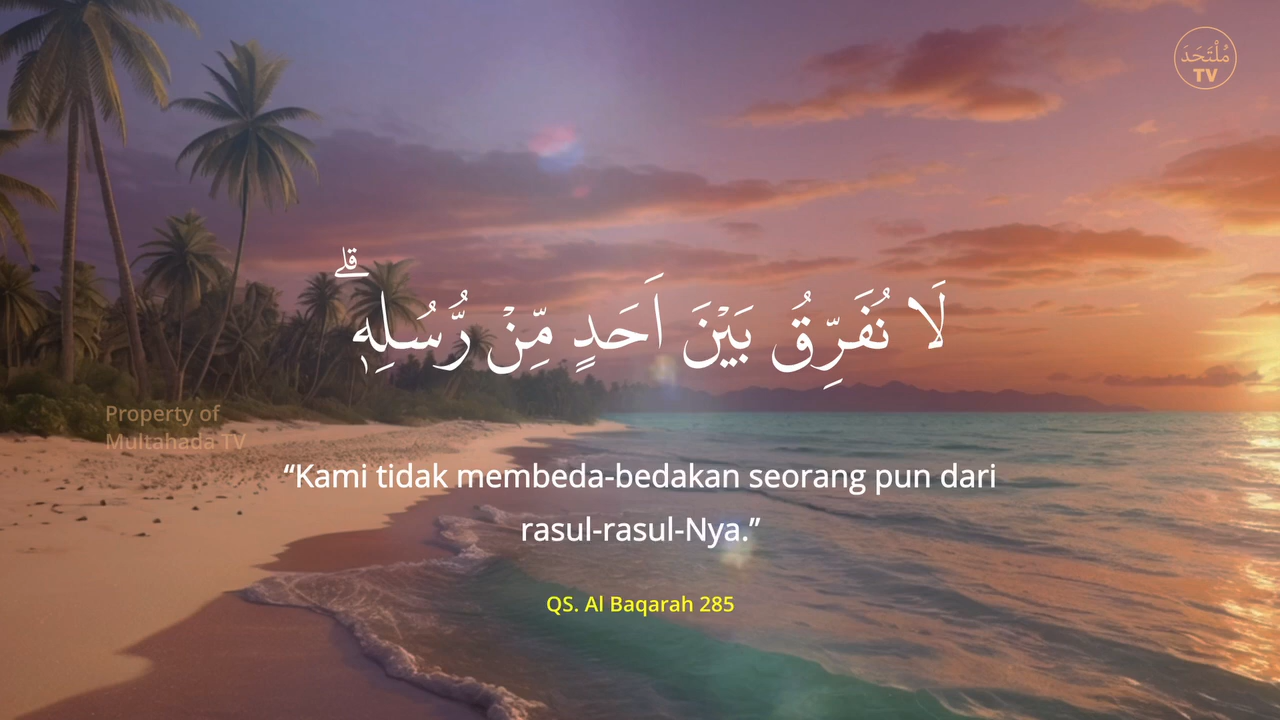 مُلْتَحَدَ
TV
لَا نُفَرِّقُ بَيْنَ اَحَدٍ مِّنْ رُّسُلِهٖۗ
Property of
Multahada TV
“Kami tidak membeda-bedakan seorang pun dari
rasul-rasul-Nya.”
QS. Al Baqarah 285